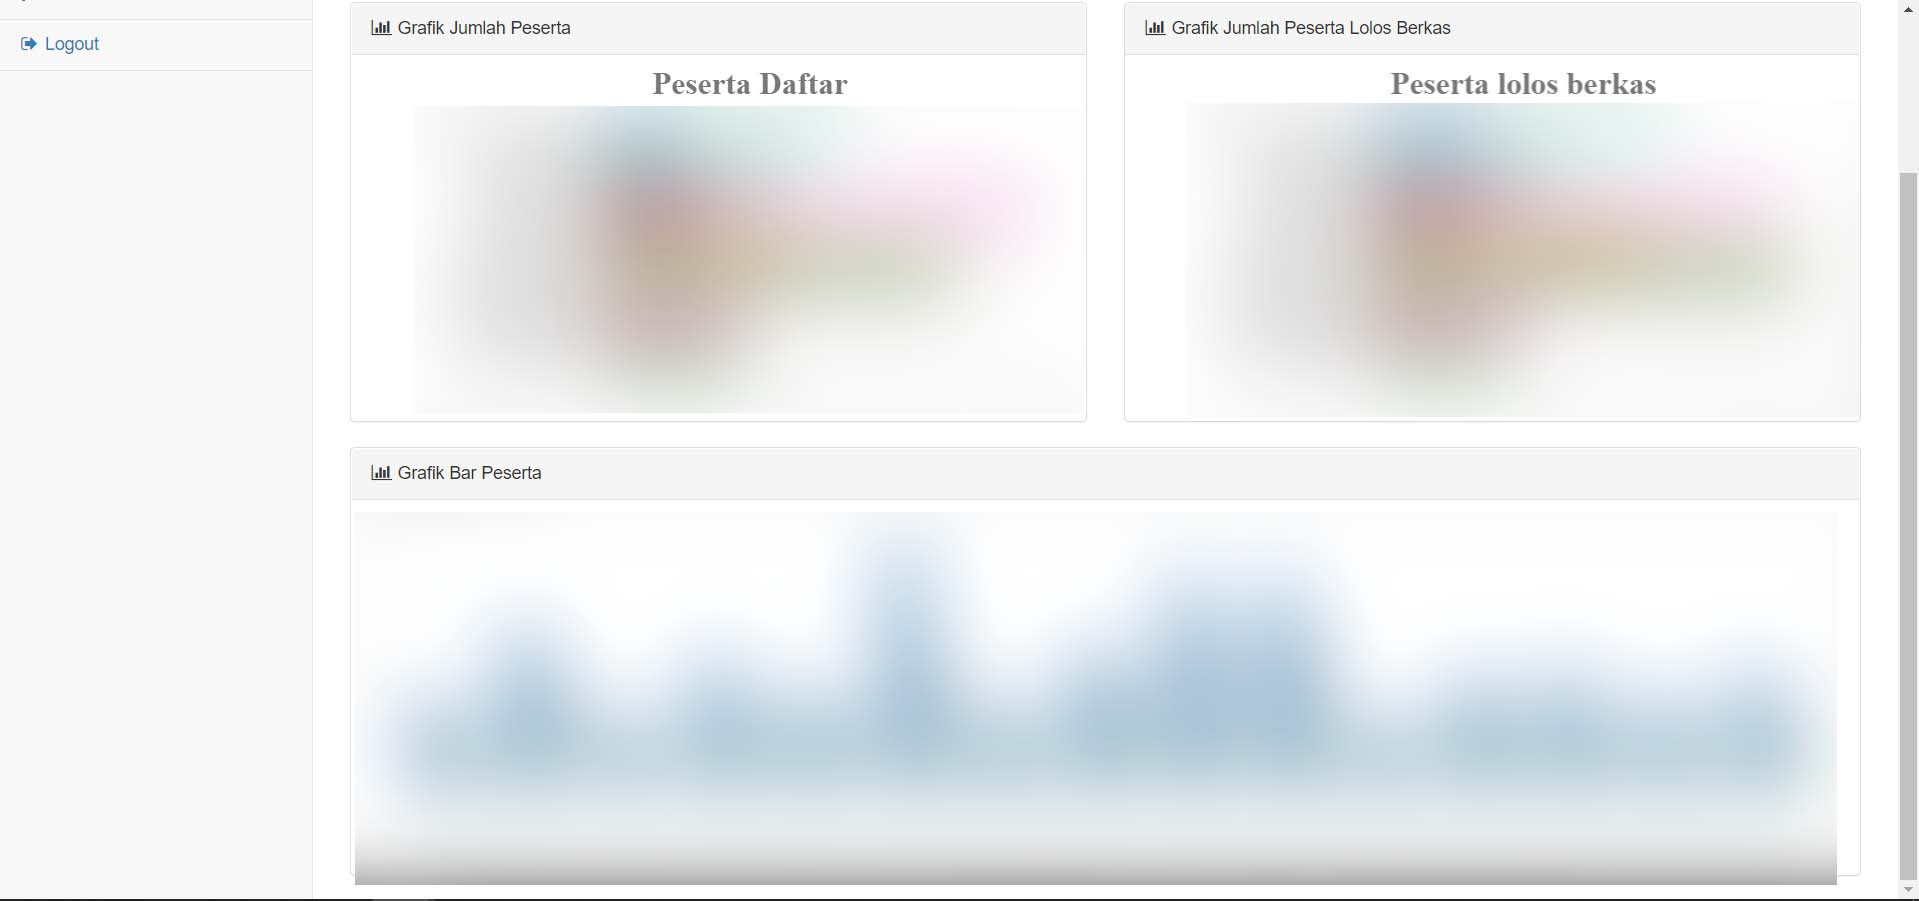 Logout
Grafik Jumlah Peserta
Peserta Daftar
Grafik Jumlah Peserta Lolos Berkas
Peserta lolos berkas
Grafik Bar Peserta